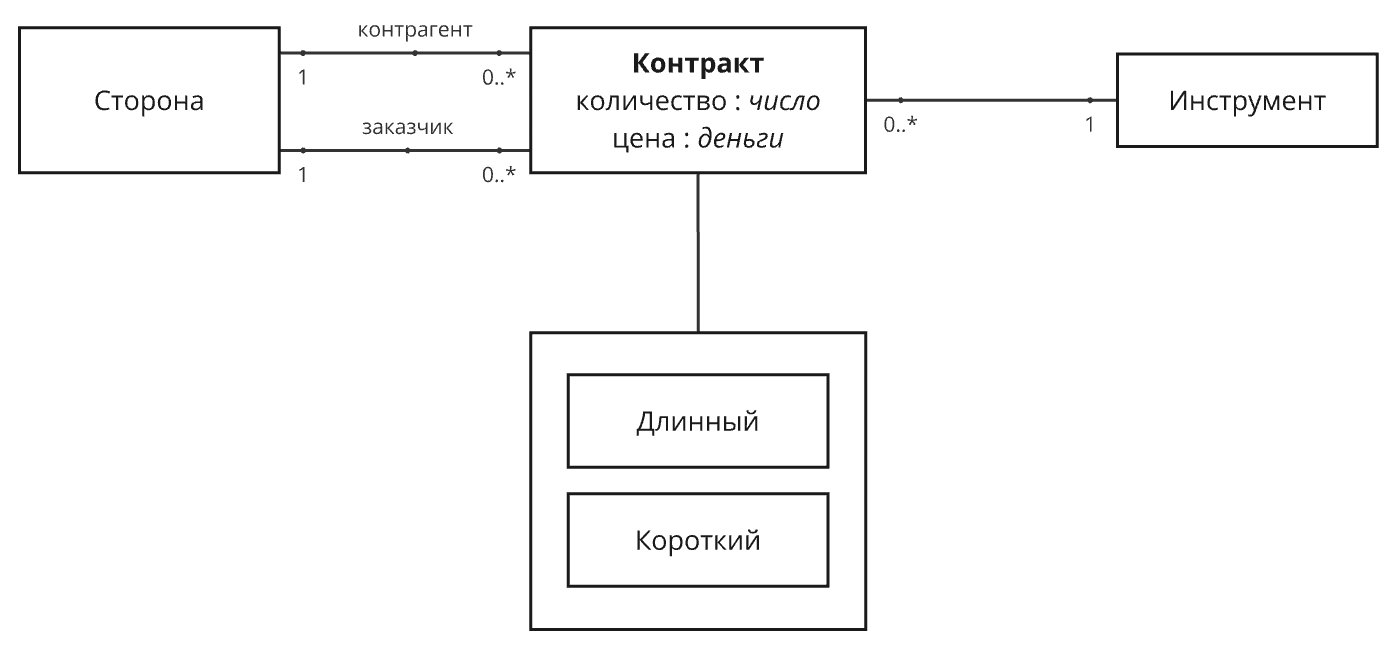 контрагент
1
0..*
Сторона
заказчик
1
0..*
Контракт
количество : число
цена : деньги
0..*
1
Инструмент
Длинный
Короткий